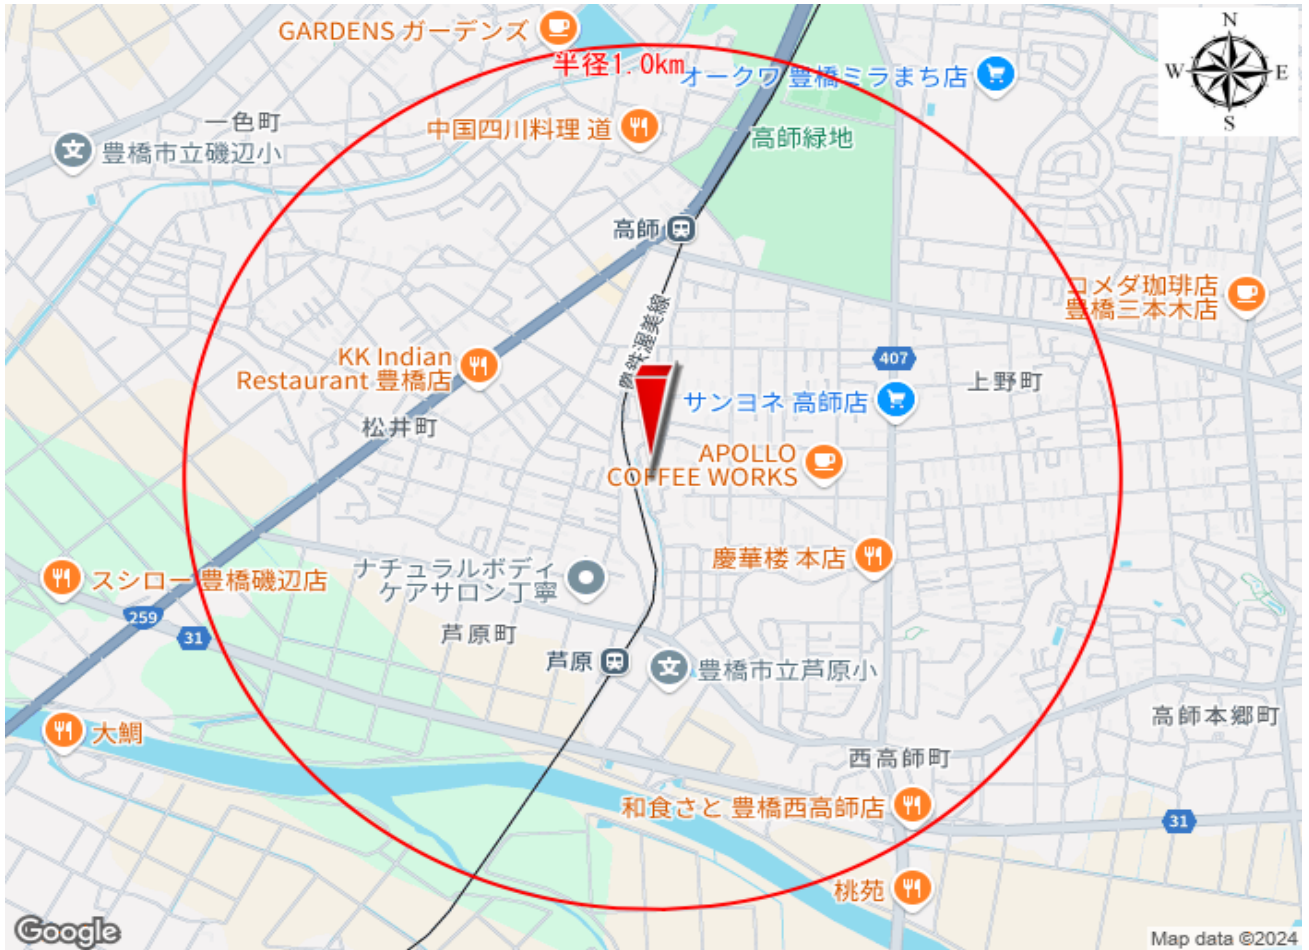 GARDENS ガーデンズ
N
W
E
S
半径1.0km
オークワ 豊橋ミラまち店
一色町
中国四川料理 道
高師緑地
豊橋市立磯辺小
高師
コメダ珈琲店
豊橋三本木店
豊鉄渥美線
KK Indian
Restaurant 豊橋店
407
上野町
サンヨネ 高師店
松井町
APOLLO
COFFEE WORKS
慶華楼 本店
ナチュラルボディ
ケアサロン丁寧
スシロー 豊橋磯辺店
259
31
芦原町
芦原
豊橋市立芦原小
大鯛
高師本郷町
西高師町
和食さと 豊橋西高師店
31
桃苑
Google
Map data ©2024